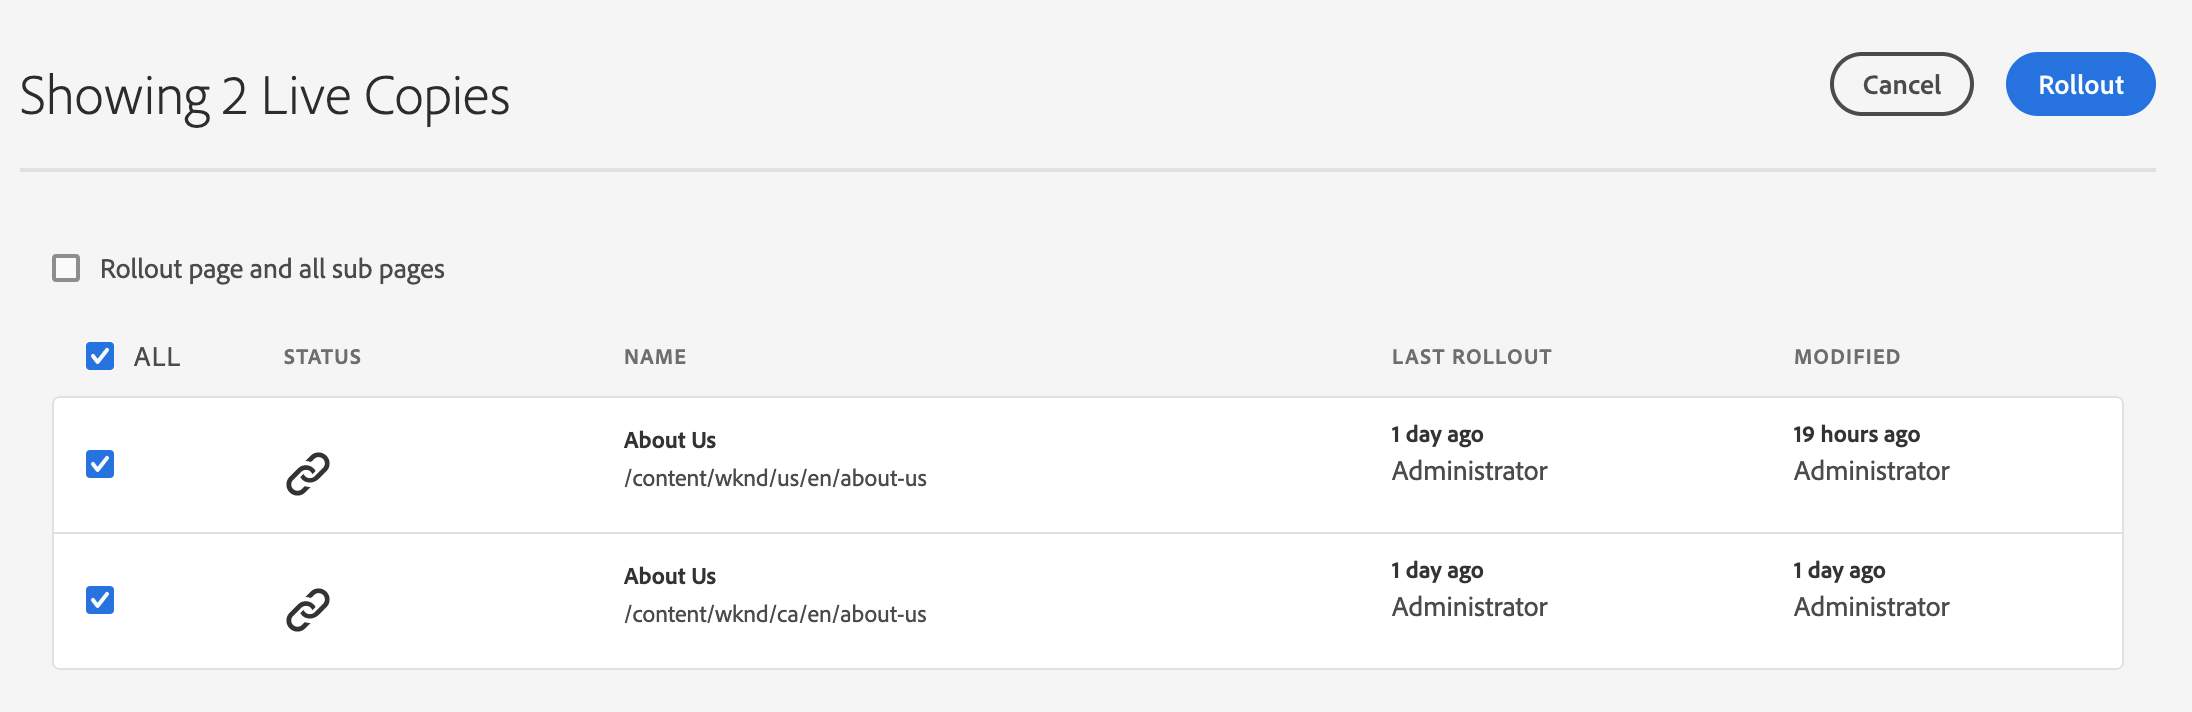 Showing 2 Live Copies
Cancel
Rollout
Rollout page and all sub pages
ALL
STATUS
NAME
LAST ROLLOUT
MODIFIED
About Us
/content/wknd/us/en/about-us
1 day ago
Administrator
19 hours ago
Administrator
About Us
/content/wknd/ca/en/about-us
1 day ago
Administrator
1 day ago
Administrator